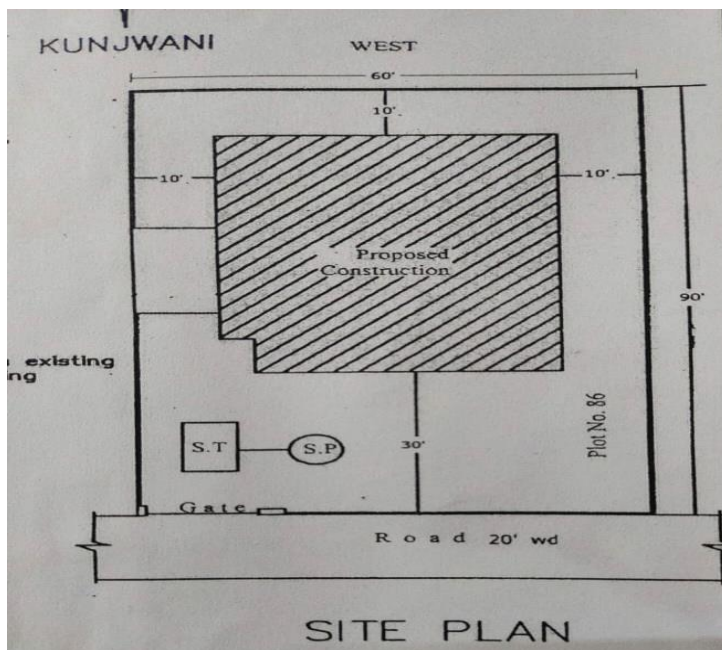 KUNJWANI
WEST
60'
10'.
10'.
10'.
Proposed
Construction
90'
existing
ng
S.T
S.P
30'
Plot No. 86
Gate
Road 20' wd
SITE PLAN